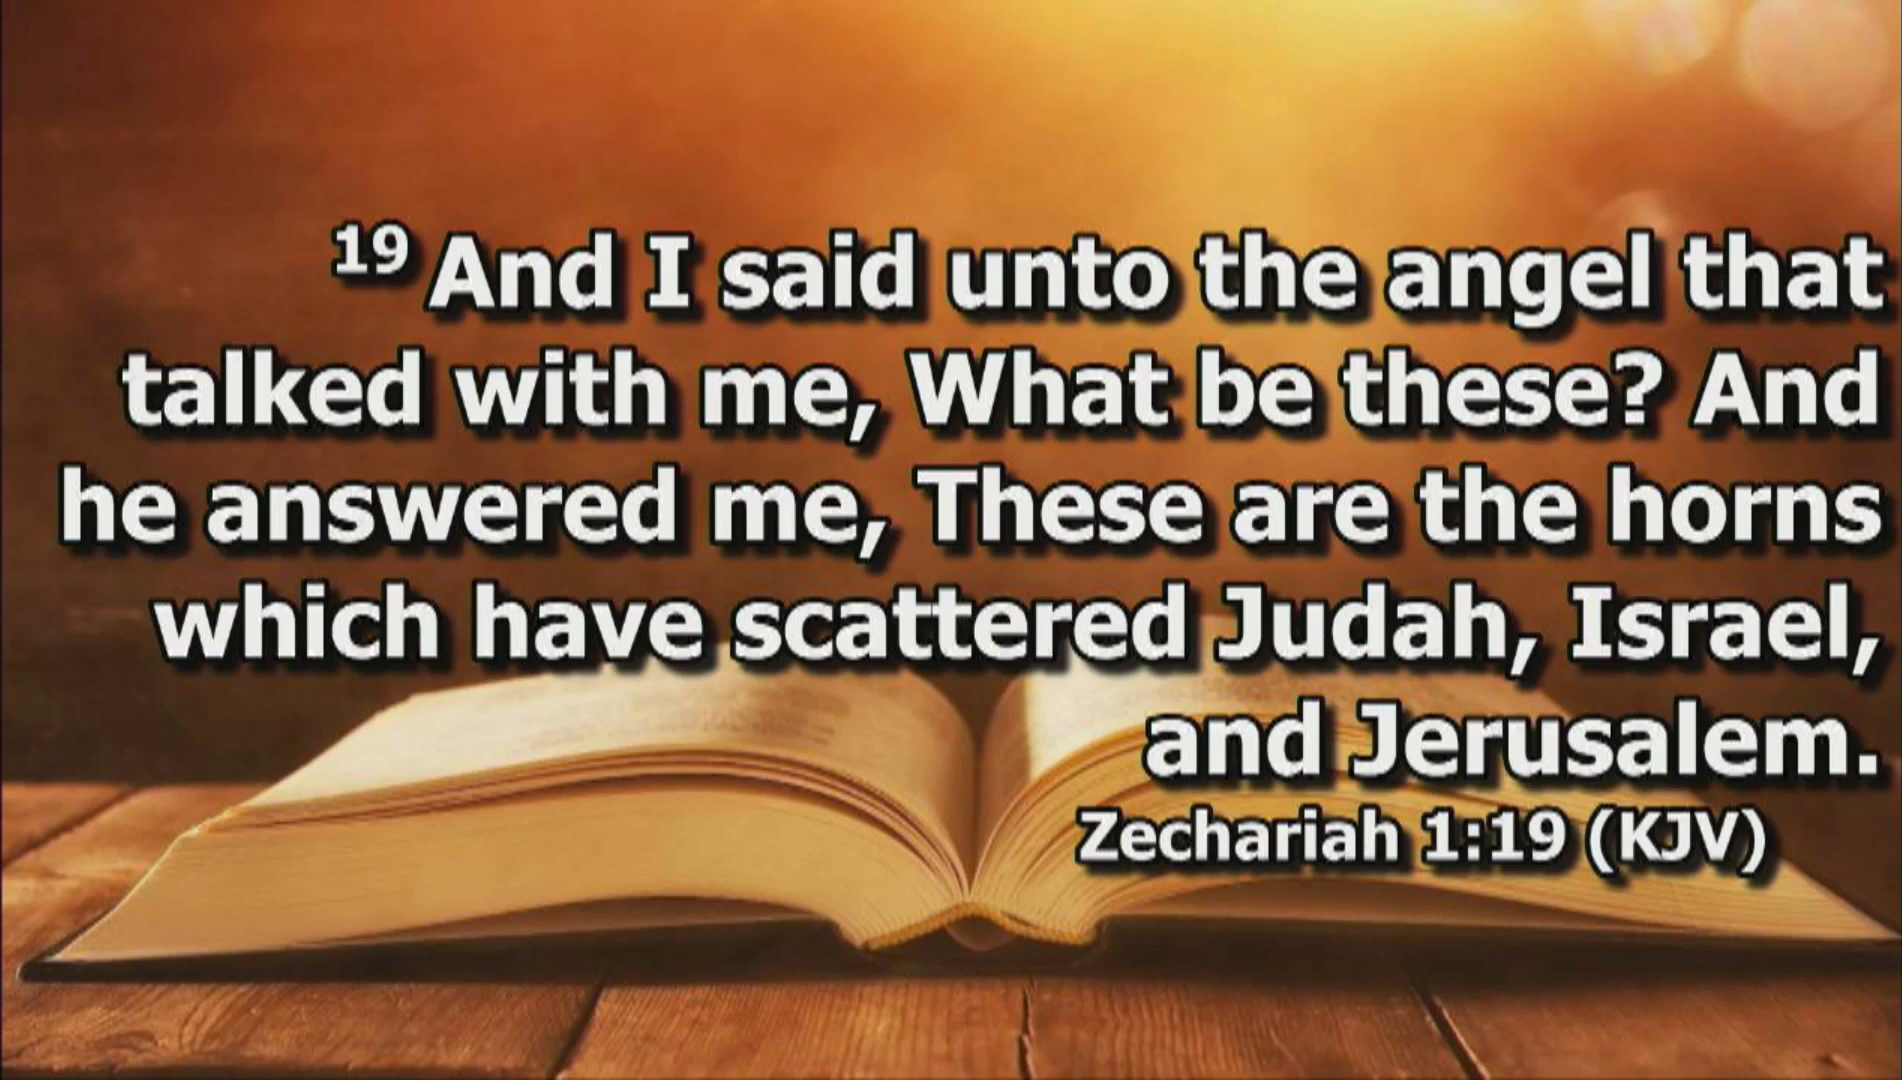 19 And I said unto the angel that
talked with me, What be these? And
he answered me, These are the horns
which have scattered Judah, Israel,
and Jerusalem.
Zechariah 1:19 (KJV)